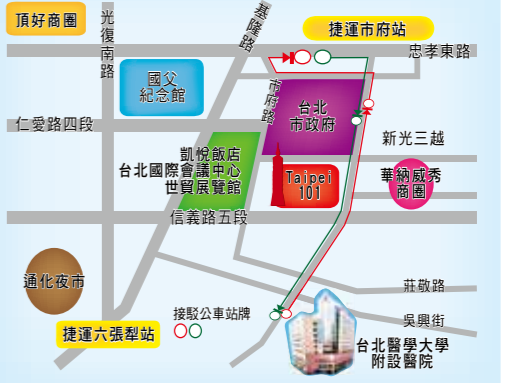 頂好商圈
光復南路
基隆路
捷運市府站
忠孝東路
國父
紀念館
市府路
台北
市政府
仁愛路四段
新光三越
凱悅飯店
台北國際會議中心
世貿展覽館
Taipei
101
華納威秀
商圈
信義路五段
通化夜市
莊敬路
接駁公車站牌
吳興街
捷運六張犁站
台北醫學大學
附設醫院